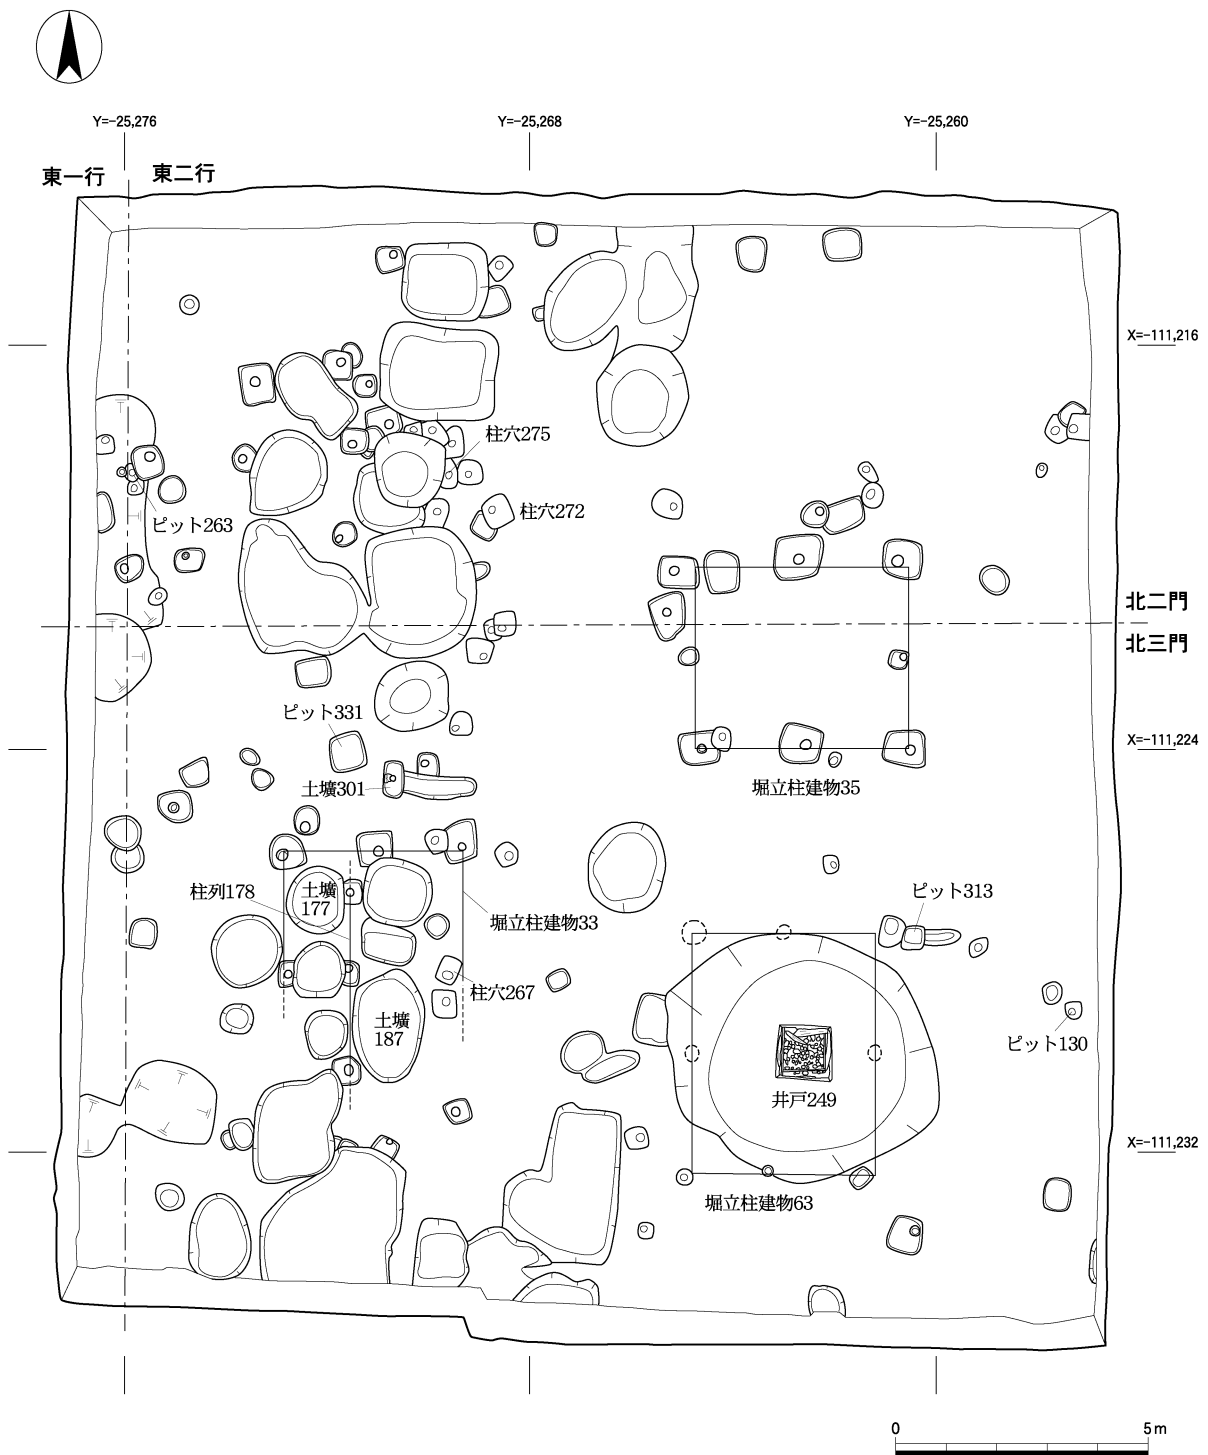 Y=-25,276
Y=-25,268
Y=-25,260
東一行
東二行
X=-111,216
柱穴275
柱穴272
ピット263
北二門
北三門
ピット331
X=-111,224
土壙301
堀立柱建物35
柱列178
土壙
177
ピット313
堀立柱建物33
柱穴267
土壙
187
ピット130
井戸249
X=-111,232
堀立柱建物63
0
5m